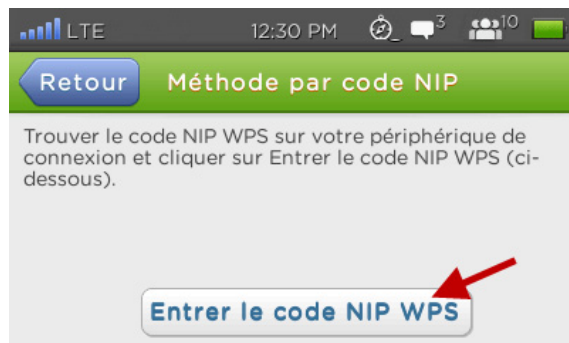 LTE 12:30 PM 3 10
Retour Méthode par code NIP
Trouver le code NIP WPS sur votre périphérique de
connexion et cliquer sur Entrer le code NIP WPS (ci-
dessous).
Entrer le code NIP WPS